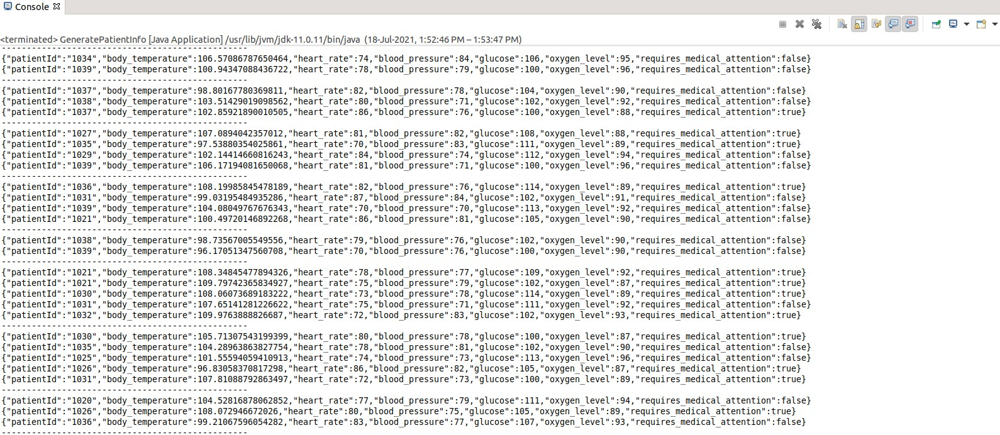 Console
<terminated> GeneratePatientInfo [Java Application] /usr/lib/jvm/jdk-11.0.11/bin/java (18-Jul-2021, 1:52:46 PM – 1:53:47 PM)
------------------------------------------------
{"patientId":"1034","body_temperature":106.57086787650464,"heart_rate":74,"blood_pressure":84,"glucose":106,"oxygen_level":95,"requires_medical_attention":false}
{"patientId":"1039","body_temperature":100.94347088436722,"heart_rate":78,"blood_pressure":79,"glucose":100,"oxygen_level":96,"requires_medical_attention":false}
------------------------------------------------
{"patientId":"1037","body_temperature":98.80167780369811,"heart_rate":82,"blood_pressure":78,"glucose":104,"oxygen_level":90,"requires_medical_attention":false}
{"patientId":"1038","body_temperature":103.51429019098562,"heart_rate":80,"blood_pressure":71,"glucose":102,"oxygen_level":92,"requires_medical_attention":false}
{"patientId":"1037","body_temperature":102.85921890010505,"heart_rate":86,"blood_pressure":76,"glucose":100,"oxygen_level":88,"requires_medical_attention":true}
------------------------------------------------
{"patientId":"1027","body_temperature":107.0894042357012,"heart_rate":81,"blood_pressure":82,"glucose":108,"oxygen_level":88,"requires_medical_attention":true}
{"patientId":"1035","body_temperature":97.53880354025861,"heart_rate":70,"blood_pressure":83,"glucose":111,"oxygen_level":89,"requires_medical_attention":true}
{"patientId":"1029","body_temperature":102.14414660816243,"heart_rate":84,"blood_pressure":74,"glucose":112,"oxygen_level":94,"requires_medical_attention":false}
{"patientId":"1039","body_temperature":106.17194081650068,"heart_rate":81,"blood_pressure":71,"glucose":100,"oxygen_level":96,"requires_medical_attention":false}
------------------------------------------------
{"patientId":"1036","body_temperature":108.19985845478189,"heart_rate":82,"blood_pressure":76,"glucose":114,"oxygen_level":89,"requires_medical_attention":true}
{"patientId":"1031","body_temperature":99.03195484935286,"heart_rate":87,"blood_pressure":84,"glucose":102,"oxygen_level":91,"requires_medical_attention":false}
{"patientId":"1039","body_temperature":104.08049767676343,"heart_rate":70,"blood_pressure":70,"glucose":113,"oxygen_level":92,"requires_medical_attention":false}
{"patientId":"1021","body_temperature":100.49720146892268,"heart_rate":86,"blood_pressure":81,"glucose":105,"oxygen_level":90,"requires_medical_attention":false}
------------------------------------------------
{"patientId":"1038","body_temperature":98.73567005549556,"heart_rate":79,"blood_pressure":76,"glucose":102,"oxygen_level":90,"requires_medical_attention":false}
{"patientId":"1039","body_temperature":96.17051347560708,"heart_rate":70,"blood_pressure":76,"glucose":100,"oxygen_level":90,"requires_medical_attention":false}
------------------------------------------------
{"patientId":"1021","body_temperature":108.34845477894326,"heart_rate":78,"blood_pressure":77,"glucose":109,"oxygen_level":92,"requires_medical_attention":true}
{"patientId":"1021","body_temperature":109.79742365834927,"heart_rate":75,"blood_pressure":79,"glucose":102,"oxygen_level":87,"requires_medical_attention":true}
{"patientId":"1030","body_temperature":108.06073689183222,"heart_rate":73,"blood_pressure":78,"glucose":114,"oxygen_level":89,"requires_medical_attention":true}
{"patientId":"1031","body_temperature":107.65141281226622,"heart_rate":75,"blood_pressure":71,"glucose":111,"oxygen_level":92,"requires_medical_attention":false}
{"patientId":"1032","body_temperature":109.9763888826687,"heart_rate":72,"blood_pressure":83,"glucose":102,"oxygen_level":93,"requires_medical_attention":true}
------------------------------------------------
{"patientId":"1030","body_temperature":105.71307543199399,"heart_rate":80,"blood_pressure":78,"glucose":100,"oxygen_level":87,"requires_medical_attention":true}
{"patientId":"1035","body_temperature":104.28963863827754,"heart_rate":78,"blood_pressure":81,"glucose":102,"oxygen_level":90,"requires_medical_attention":false}
{"patientId":"1025","body_temperature":101.55594059410913,"heart_rate":74,"blood_pressure":73,"glucose":113,"oxygen_level":96,"requires_medical_attention":false}
{"patientId":"1026","body_temperature":96.83058370817298,"heart_rate":86,"blood_pressure":82,"glucose":105,"oxygen_level":87,"requires_medical_attention":true}
{"patientId":"1031","body_temperature":107.81088792863497,"heart_rate":72,"blood_pressure":73,"glucose":100,"oxygen_level":89,"requires_medical_attention":true}
------------------------------------------------
{"patientId":"1020","body_temperature":104.52816878062852,"heart_rate":77,"blood_pressure":79,"glucose":111,"oxygen_level":94,"requires_medical_attention":false}
{"patientId":"1026","body_temperature":108.072946672026,"heart_rate":80,"blood_pressure":75,"glucose":105,"oxygen_level":89,"requires_medical_attention":true}
{"patientId":"1036","body_temperature":99.21067596054282,"heart_rate":83,"blood_pressure":77,"glucose":107,"oxygen_level":93,"requires_medical_attention":false}
------------------------------------------------